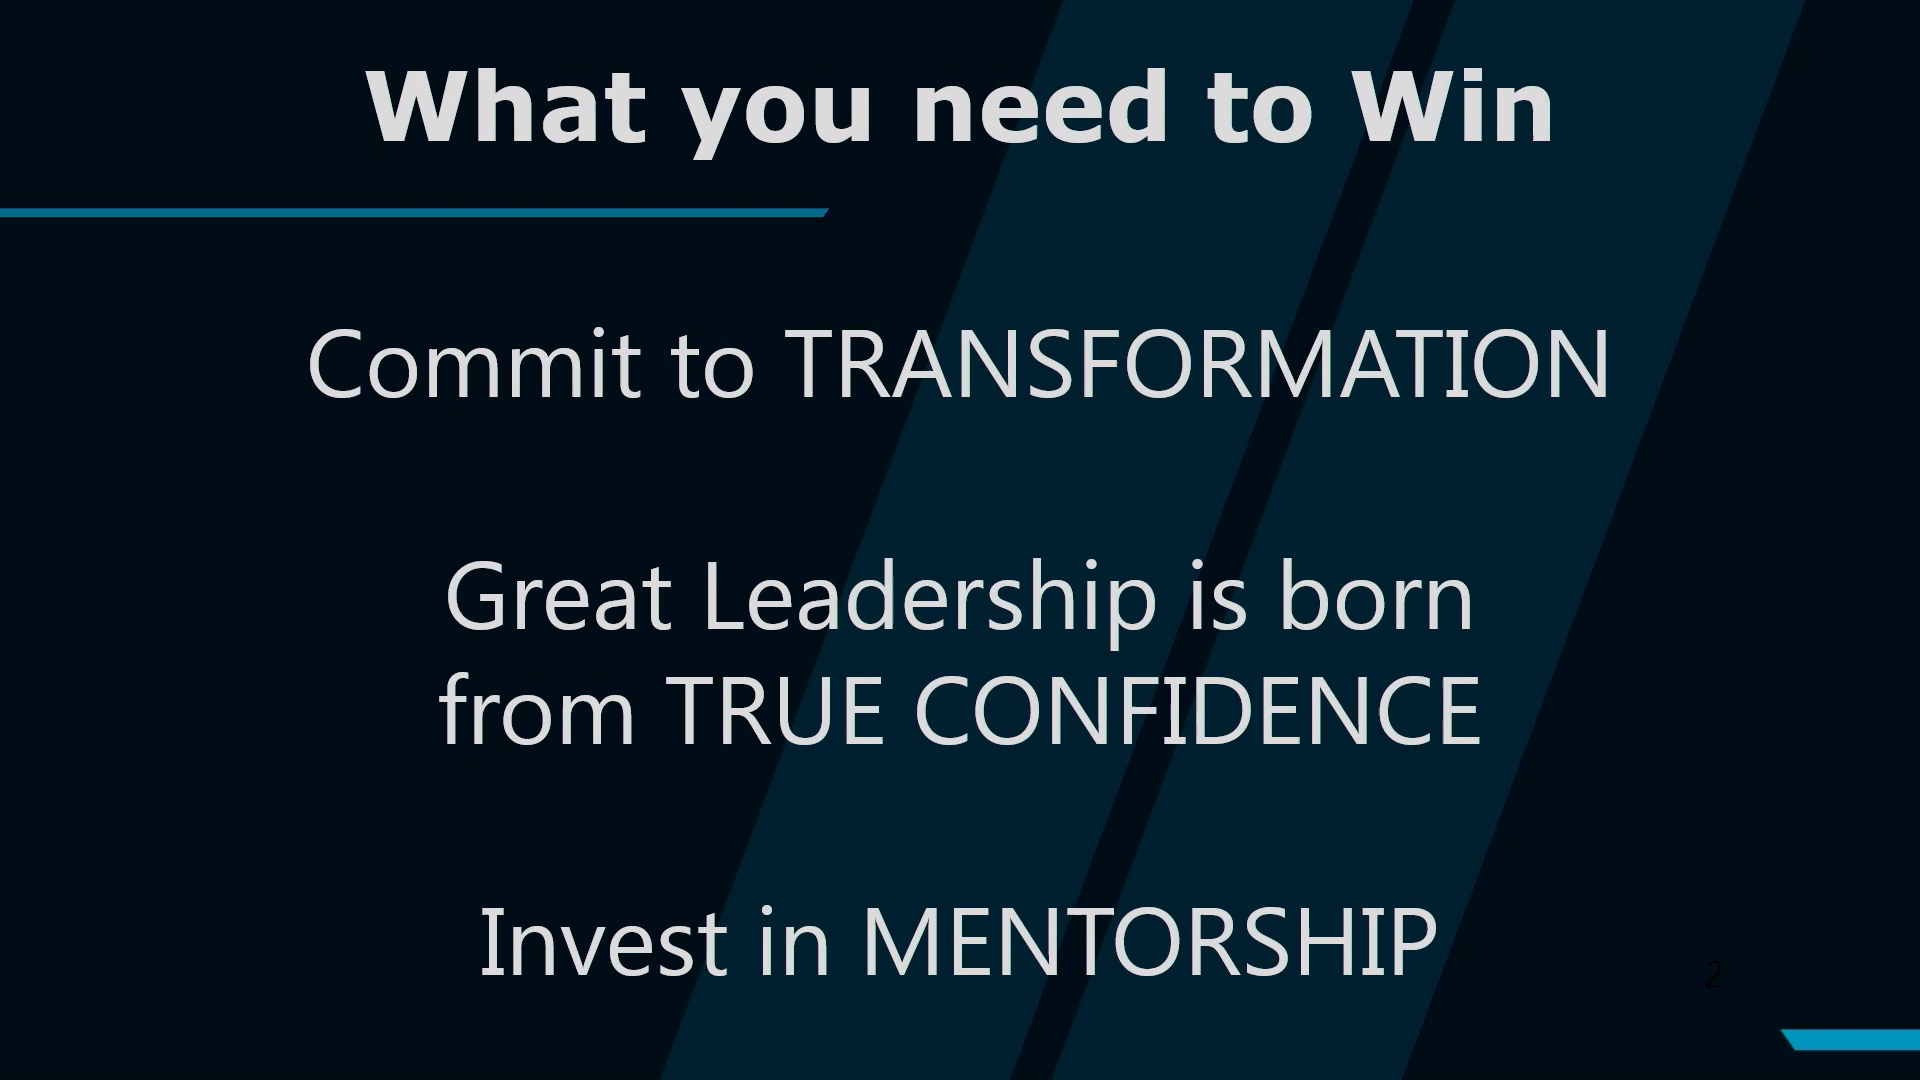 What you need to Win
Commit to TRANSFORMATION
Great Leadership is born
from TRUE CONFIDENCE
Invest in MENTORSHIP
2